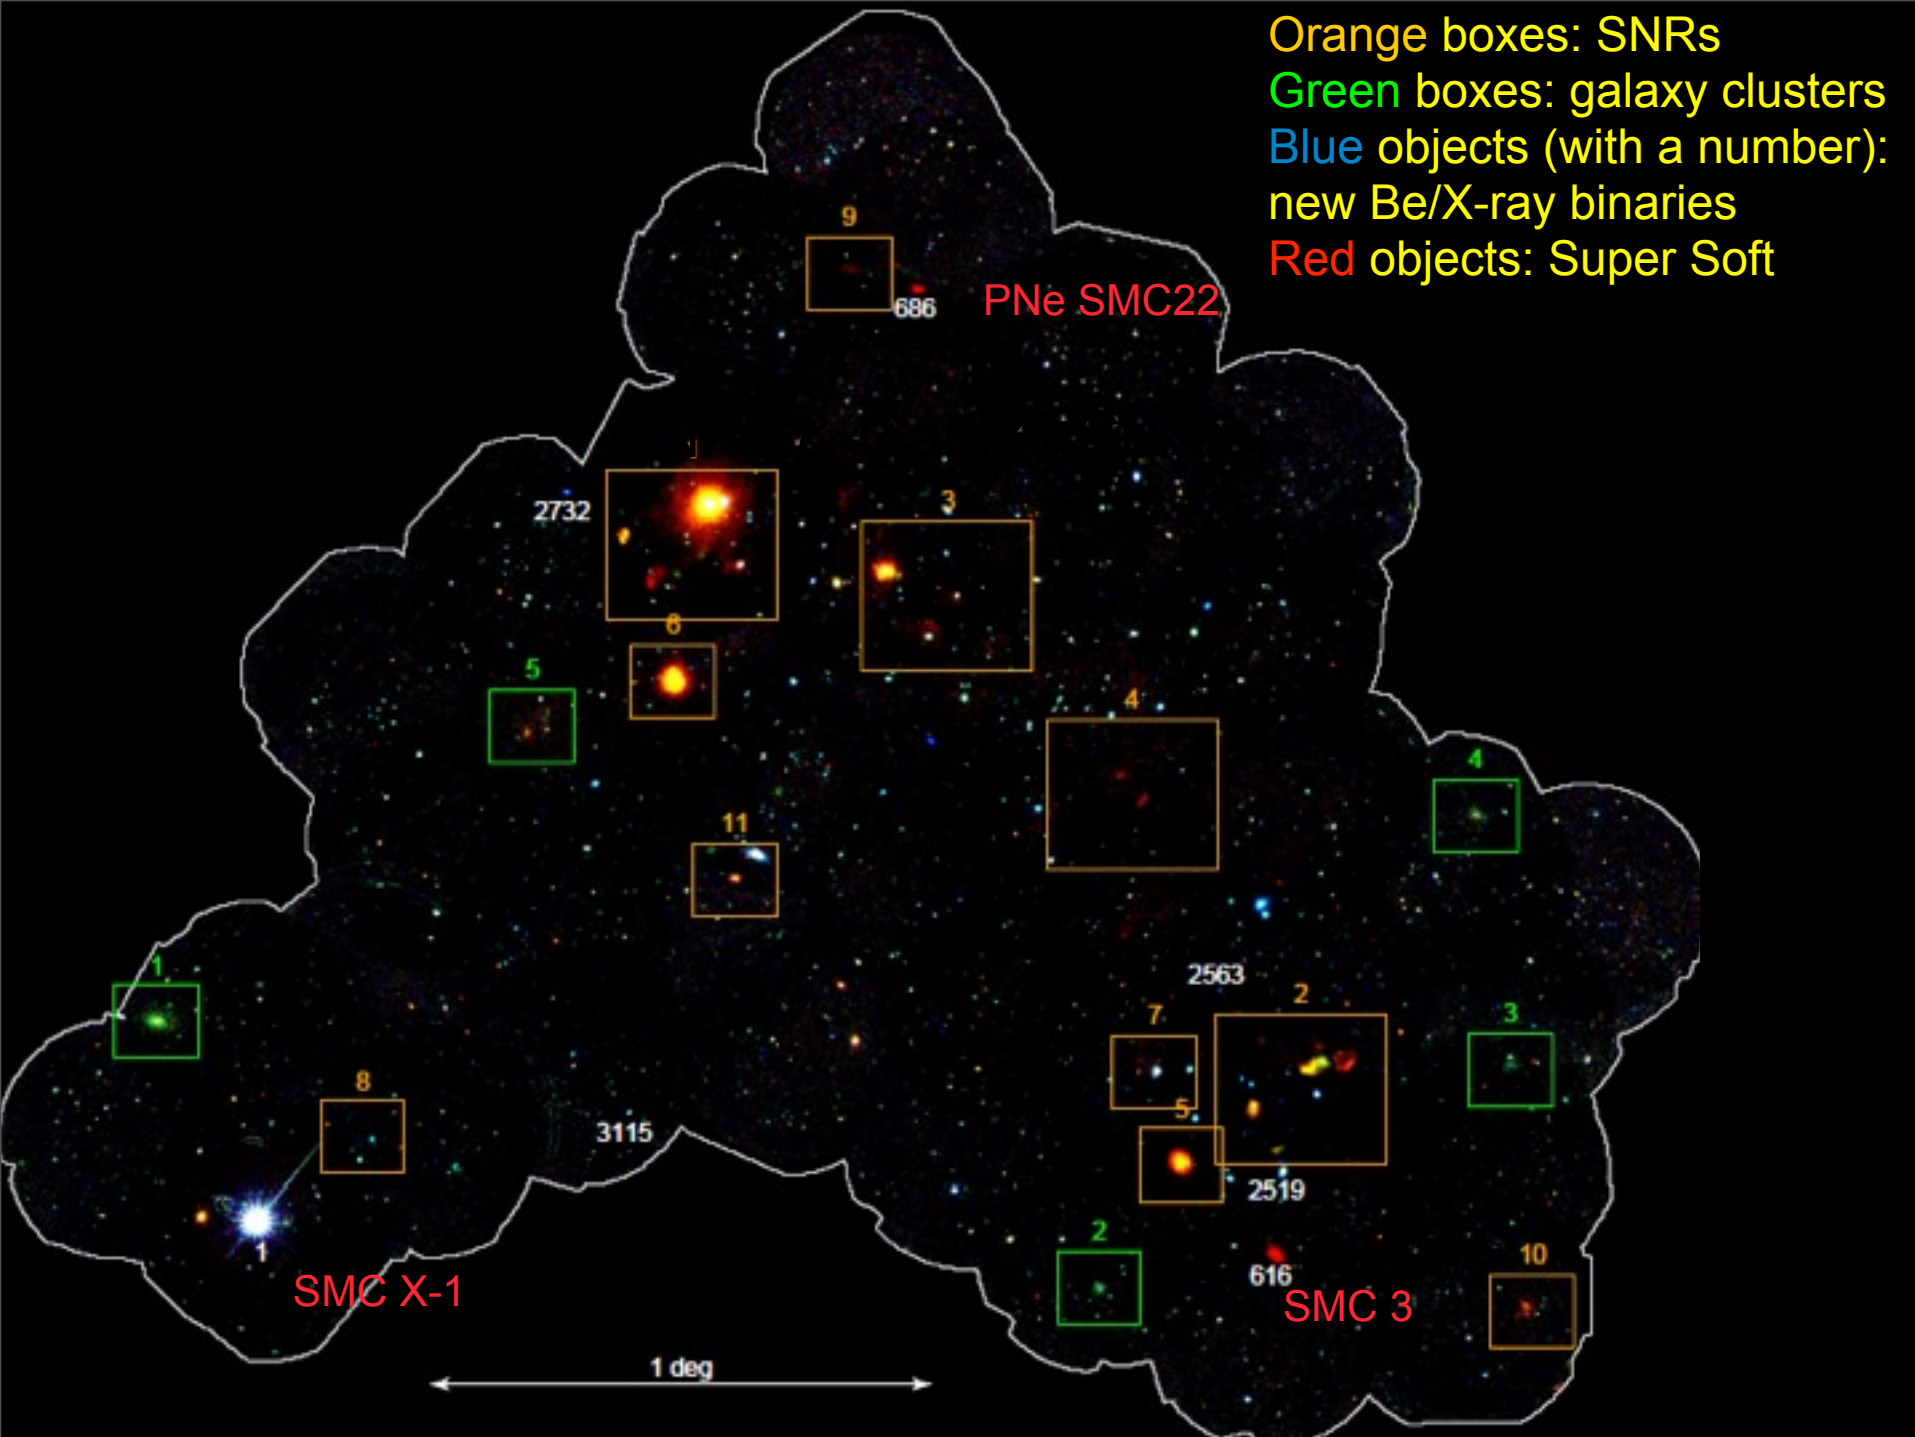 Orange boxes: SNRs
Green boxes: galaxy clusters
Blue objects (with a number):
new Be/X-ray binaries
Red objects: Super Soft
9
686
PNe SMC22
2732
3
6
5
4
4
11
1
2563
2
7
3
8
5
3115
2519
1
2
616
10
SMC X-1
SMC 3
1 deg